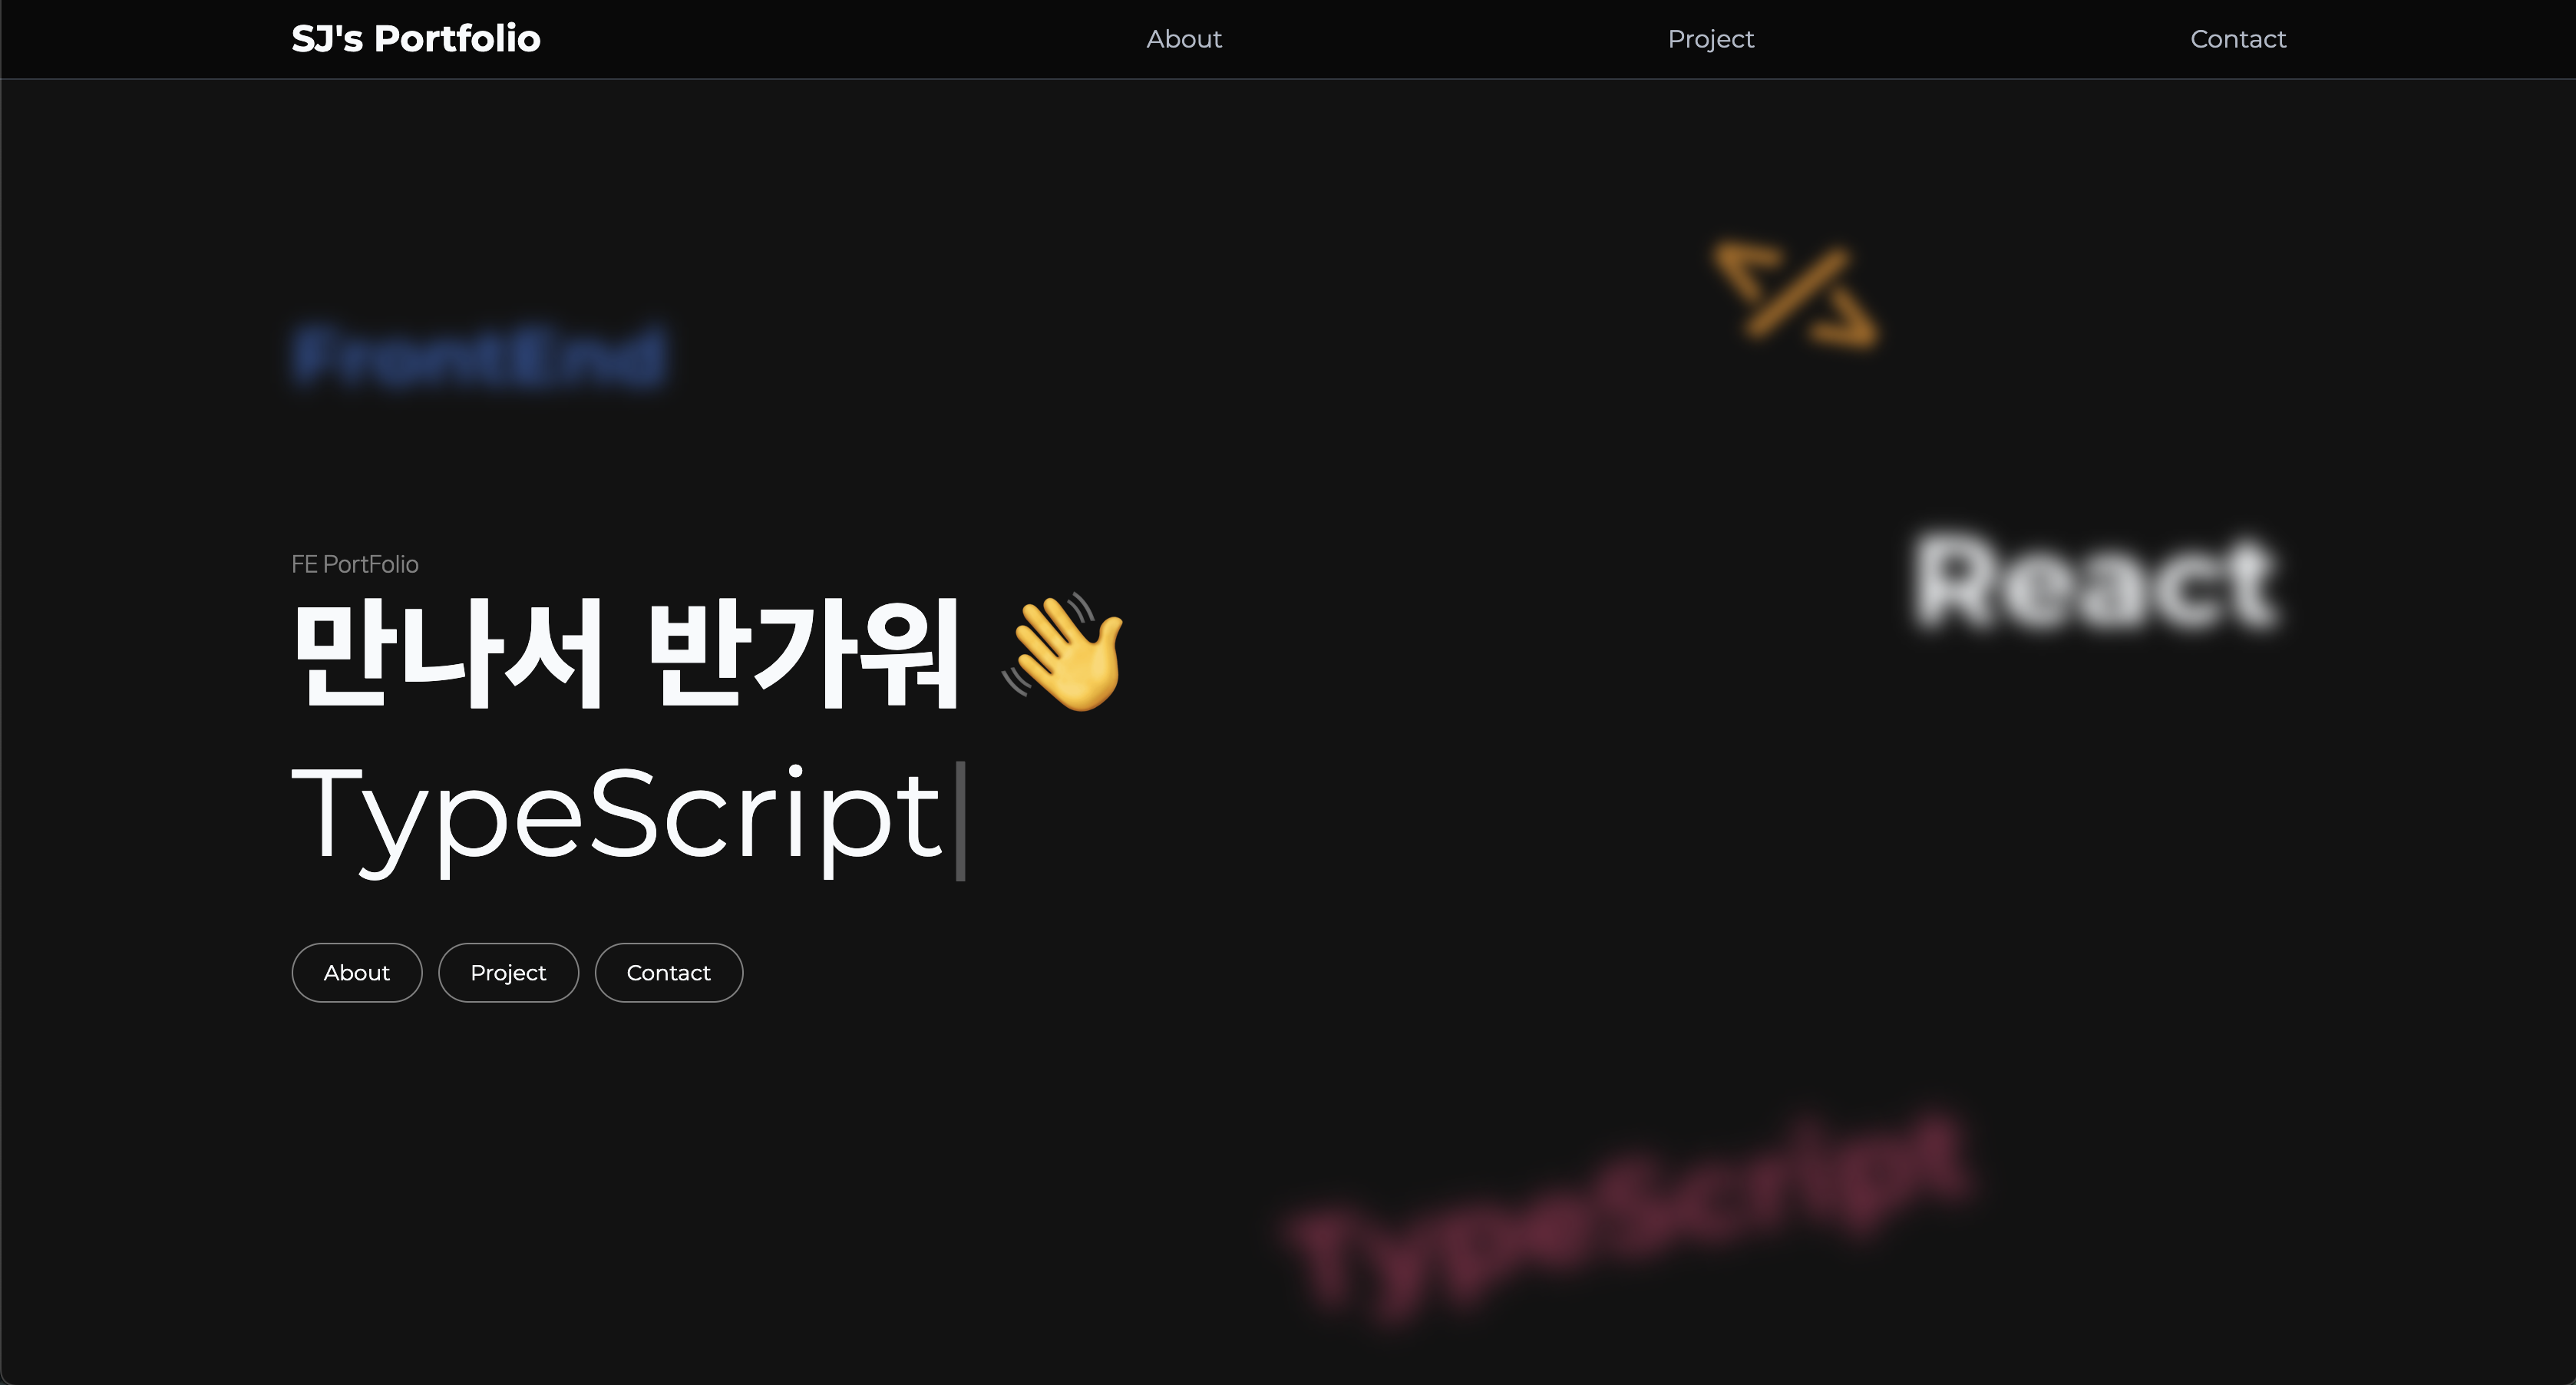 SJ's Portfolio
About
Project
Contact
FrontEnd
</>
React
FE PortFolio
만나서 반가워 👋
TypeScript
About
Project
Contact
TypeScript